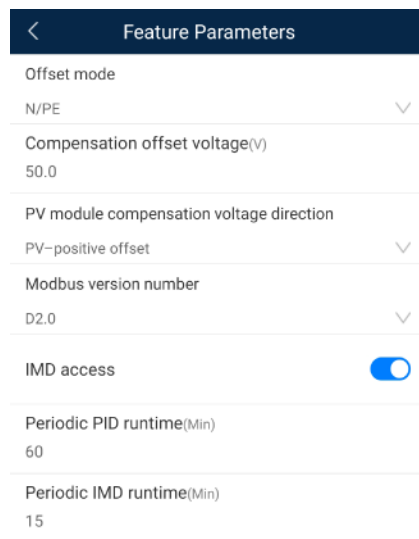 Feature Parameters
Offset mode
N/PE
Compensation offset voltage(V)
50.0
PV module compensation voltage direction
PV-positive offset
Modbus version number
D2.0
IMD access
Periodic PID runtime(Min)
60
Periodic IMD runtime(Min)
15